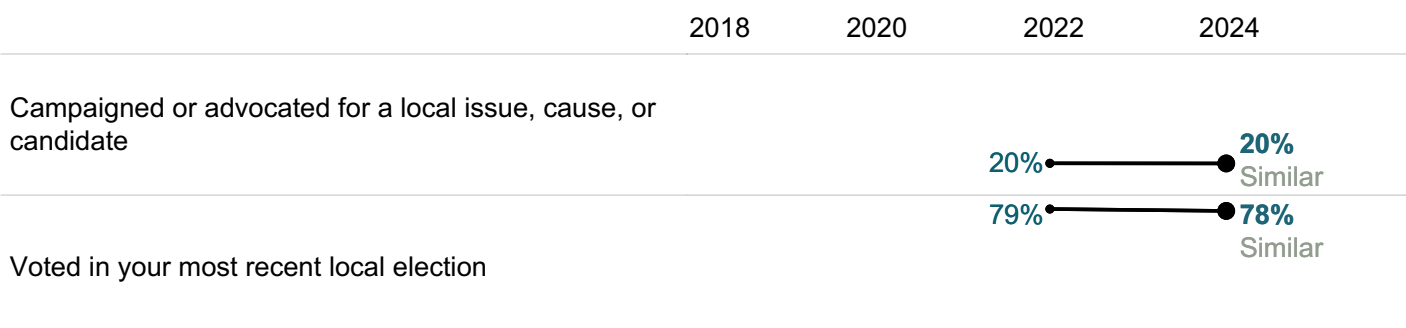 2018 2020 2022 2024
Campaigned or advocated for a local issue, cause, or
candidate
20% 20%
Similar
79% 78%
Similar
Voted in your most recent local election